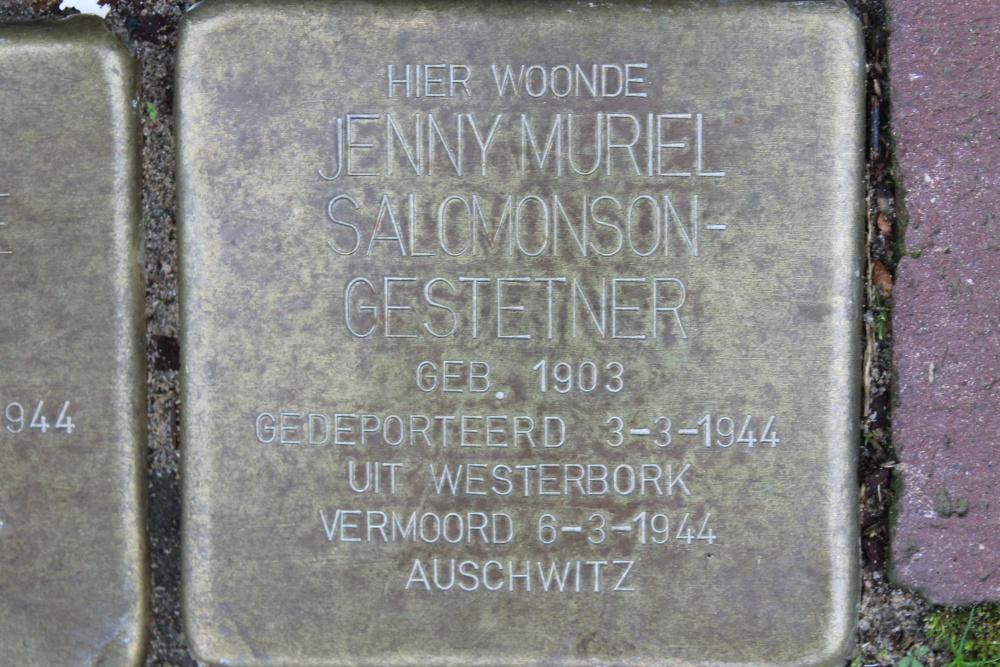 HIER WOONDE
JENNY MURIEL
SALOMONSON-
GESTETNER
GEB. 1903
GEDEPORTEERD 3-3-1944
UIT WESTERBORK
VERMOORD 6-3-1944
AUSCHWITZ
944